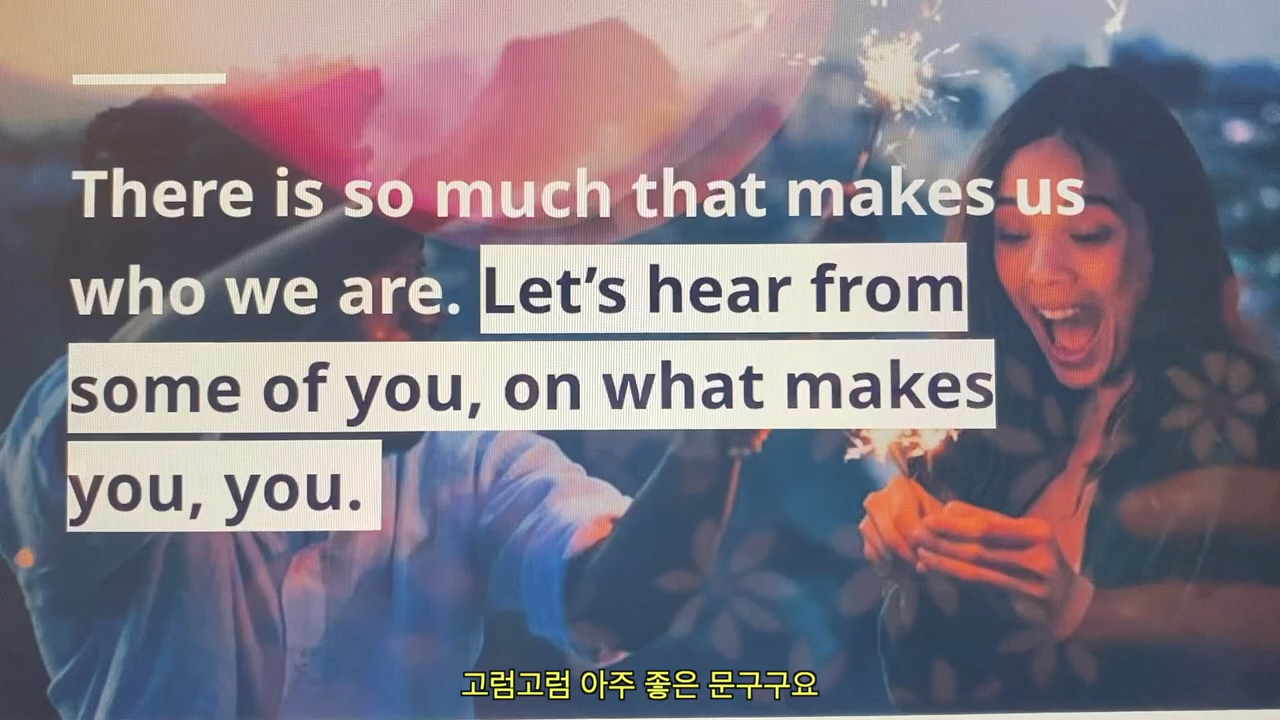 There is so much that makes us
who we are. Let’s hear from
some of you, on what makes
you, you.
고럼고럼 아주 좋은 문구구요